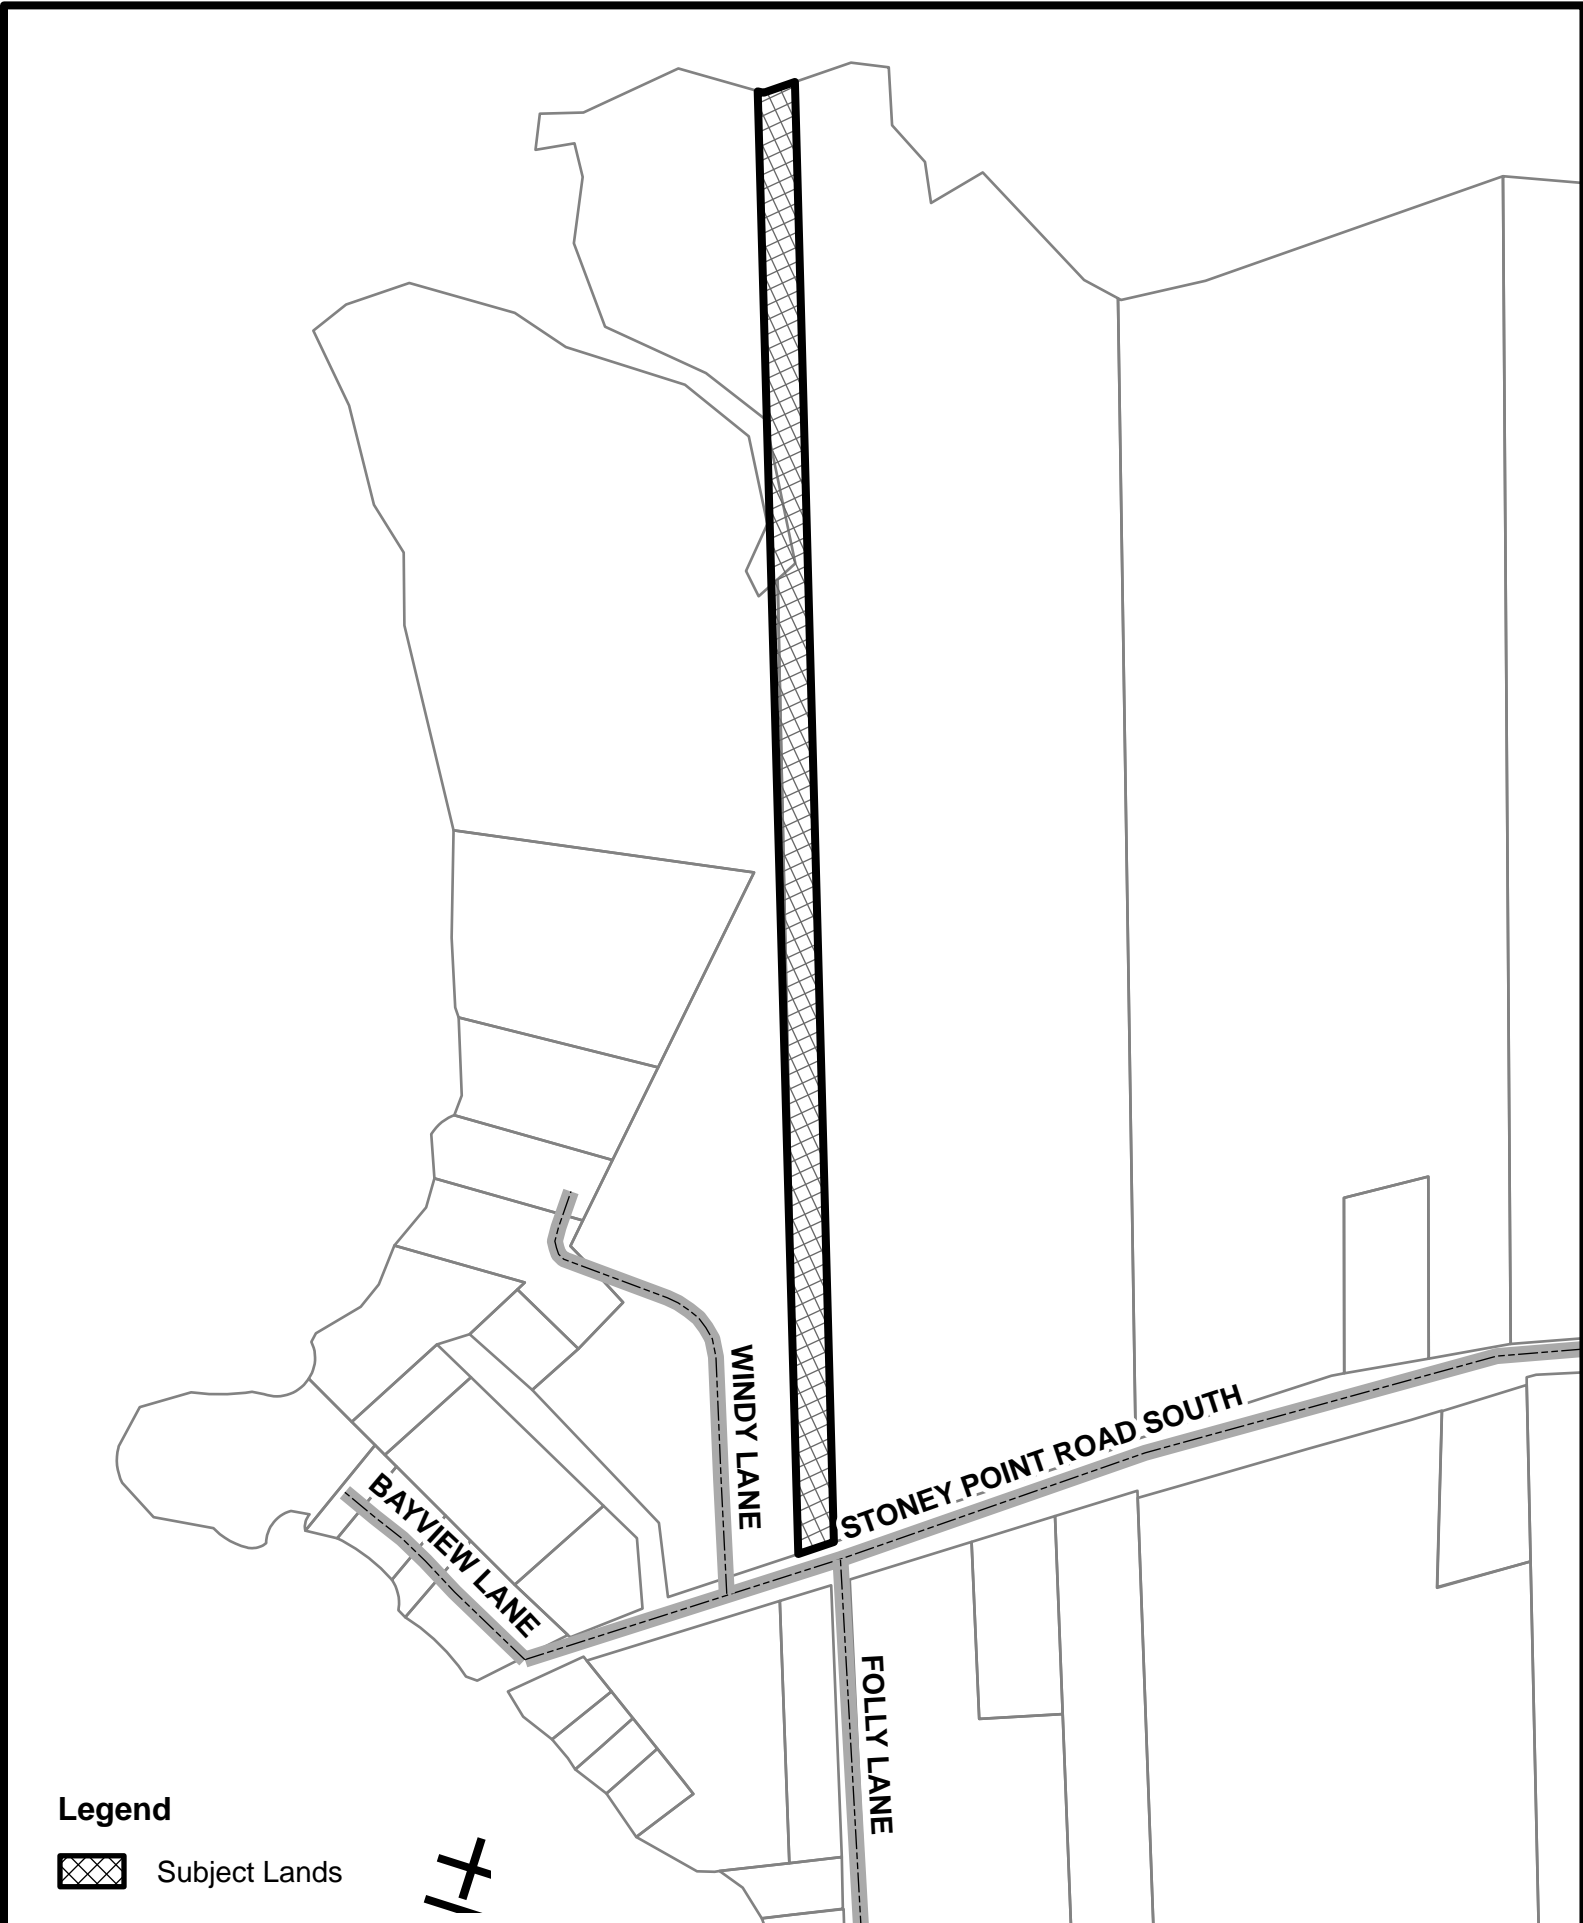 WINDY LANE
STONEY POINT ROAD SOUTH
BAYVIEW LANE
FOLLY LANE
Legend
Subject Lands